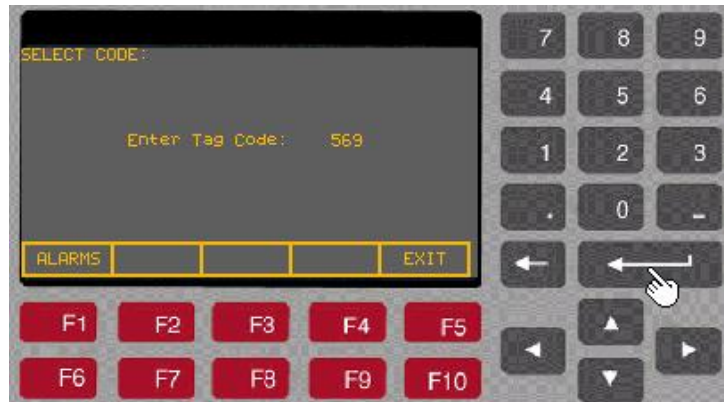 SELECT CODE:
Enter Tag Code: 569
ALARMS EXIT
7 8 9
4 5 6
1 2 3
. 0 -
F1 F2 F3 F4 F5
F6 F7 F8 F9 F10